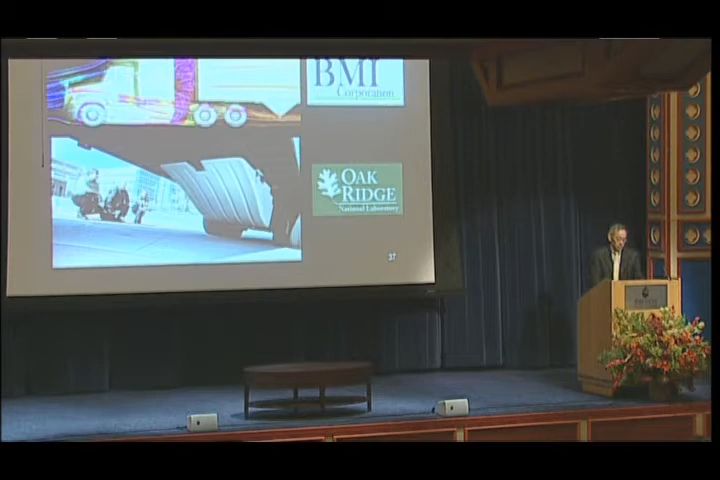 BMI
Corporation
OAK
RIDGE
National Laboratory
37